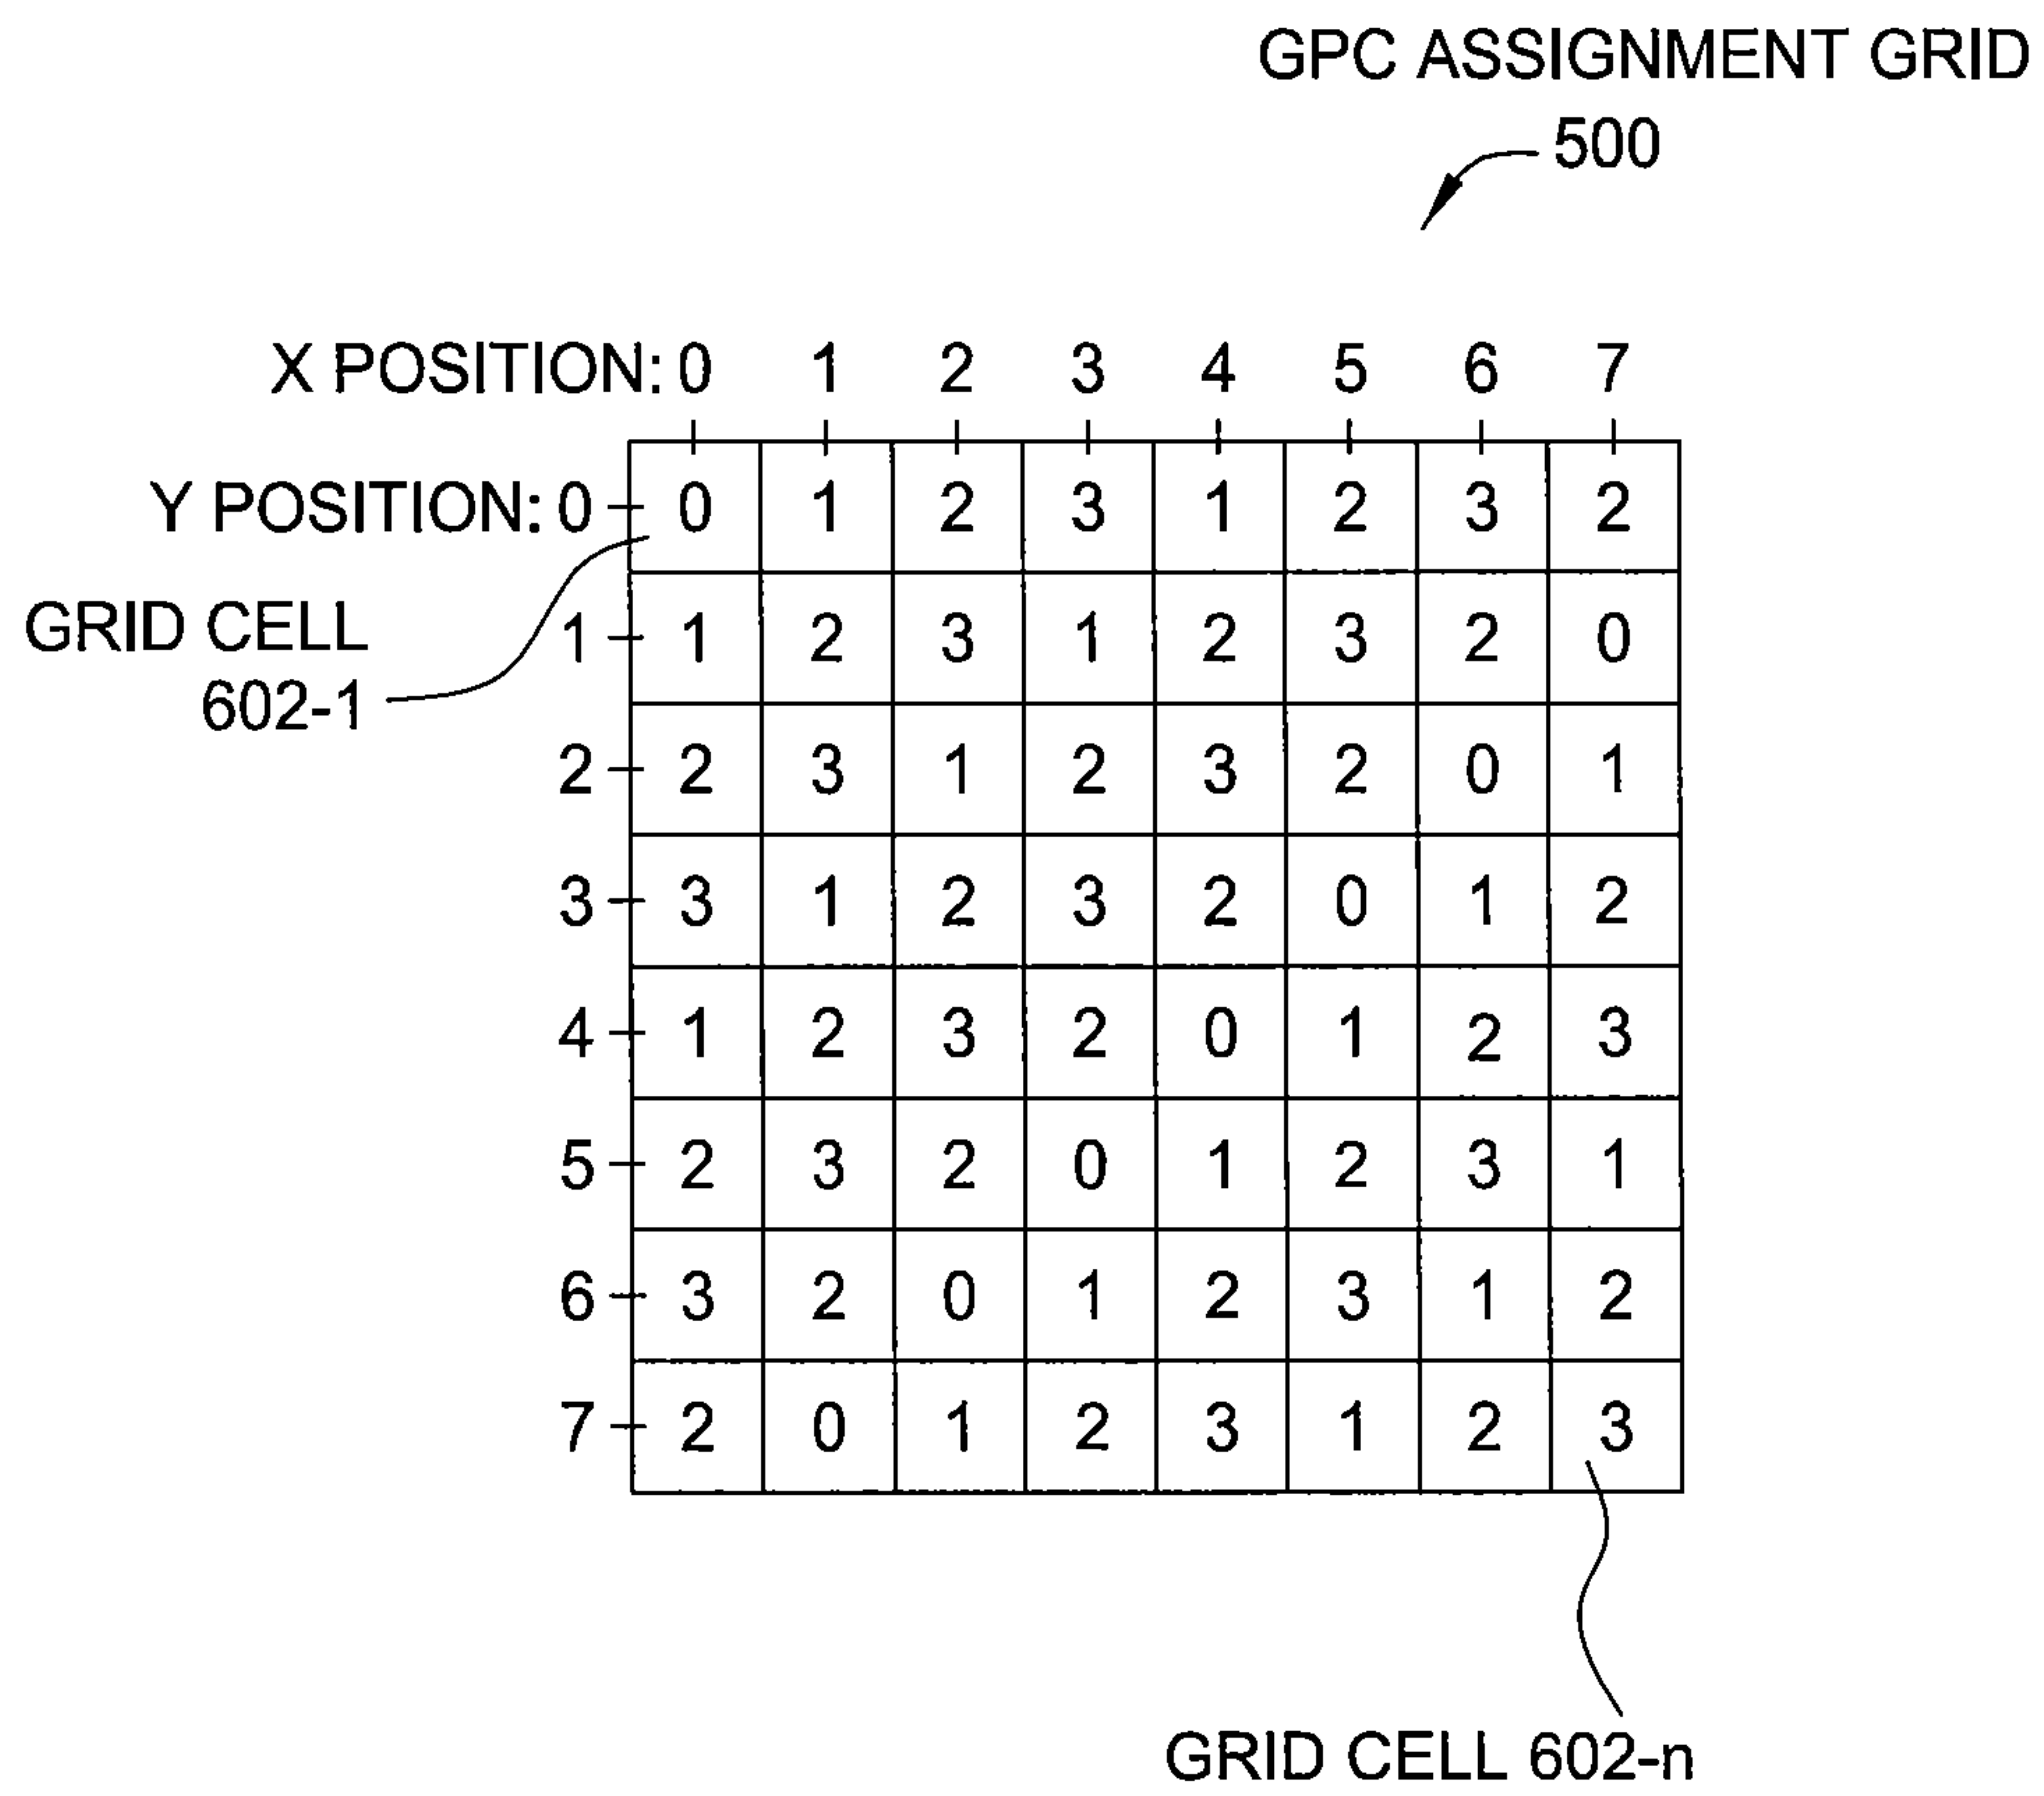 GPC ASSIGNMENT GRID
500
X POSITION: 0 1 2 3 4 5 6 7
Y POSITION: 0 0 1 2 3 1 2 3 2
GRID CELL
602-1
1 1 2 3 1 2 3 2 0
2 2 3 1 2 3 2 0 1
3 3 1 2 3 2 0 1 2
4 1 2 3 2 0 1 2 3
5 2 3 2 0 1 2 3 1
6 3 2 0 1 2 3 1 2
7 2 0 1 2 3 1 2 3
GRID CELL 602-n